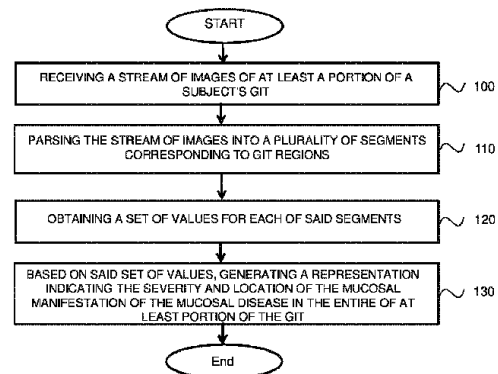 START
RECEIVING A STREAM OF IMAGES OF AT LEAST A PORTION OF A
SUBJECT'S GIT
100
PARSING THE STREAM OF IMAGES INTO A PLURALITY OF SEGMENTS
CORRESPONDING TO GIT REGIONS
110
OBTAINING A SET OF VALUES FOR EACH OF SAID SEGMENTS
120
BASED ON SAID SET OF VALUES, GENERATING A REPRESENTATION
INDICATING THE SEVERITY AND LOCATION OF THE MUCOSAL
MANIFESTATION OF THE MUCOSAL DISEASE IN THE ENTIRE OF AT
LEAST PORTION OF THE GIT
130
End